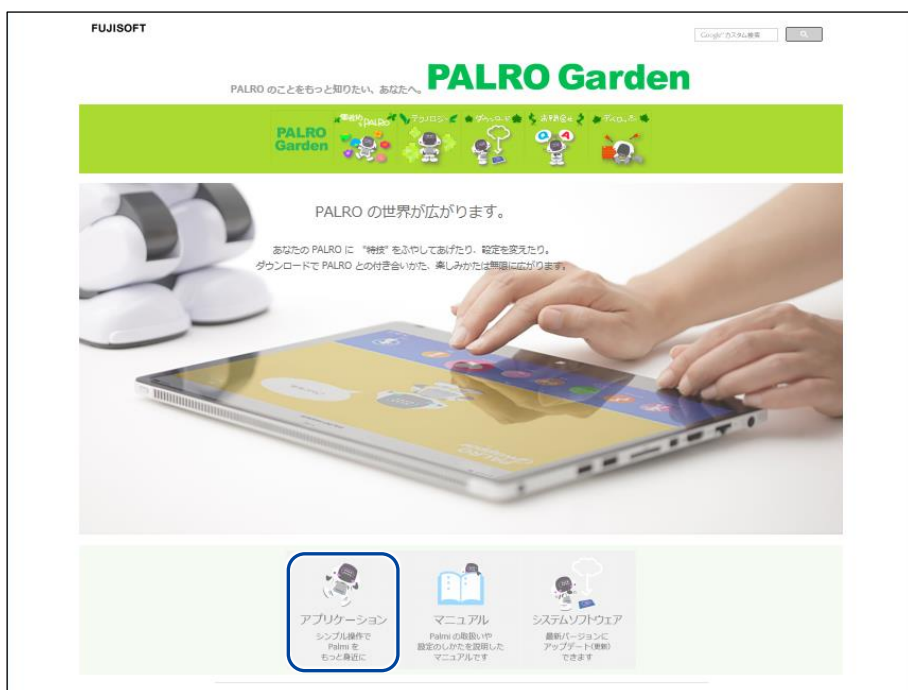 FUJISOFT
Google カスタム検索
PALRO のことをもっと知りたい、あなたへ。 PALRO Garden
PALRO
Garden
Q A
PALRO の世界が広がります。
あなたの PALRO に "特技" をふやしてあげたり、設定を変えたり。
ダウンロードで PALRO との付き合いかた、楽しみかたは無限に広がります。
アプリケーション
シンプル操作で
Palmi を
もっと身近に
マニュアル
Palmi の取扱いや
設定のしかたを説明した
マニュアルです
システムソフトウェア
最新バージョンに
アップデート(更新)
できます